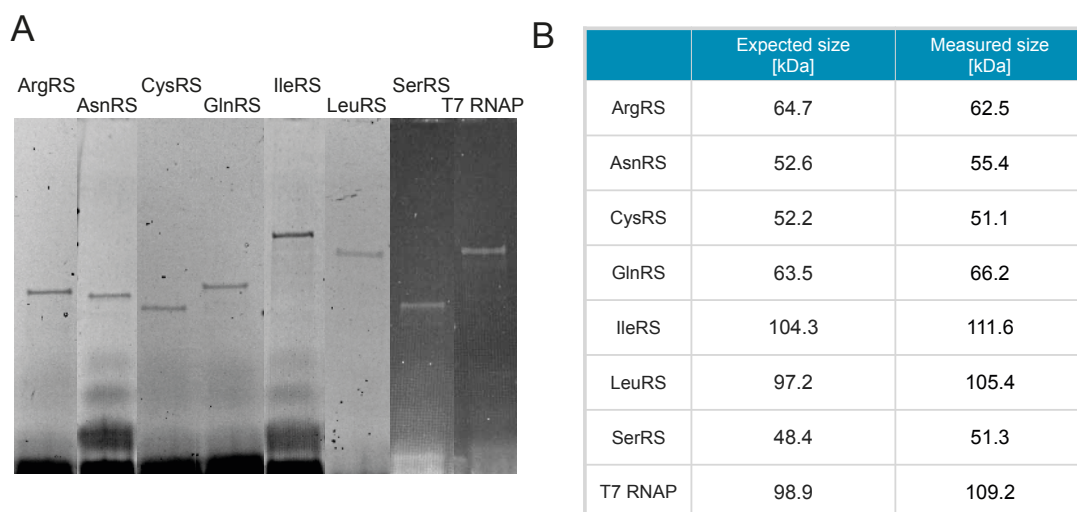 A
ArgRS CysRS IleRS SerRS
AsnRS GlnRS LeuRS T7 RNAP
B
Expected size [kDa] Measured size [kDa]
ArgRS 64.7 62.5
AsnRS 52.6 55.4
CysRS 52.2 51.1
GlnRS 63.5 66.2
IleRS 104.3 111.6
LeuRS 97.2 105.4
SerRS 48.4 51.3
T7 RNAP 98.9 109.2